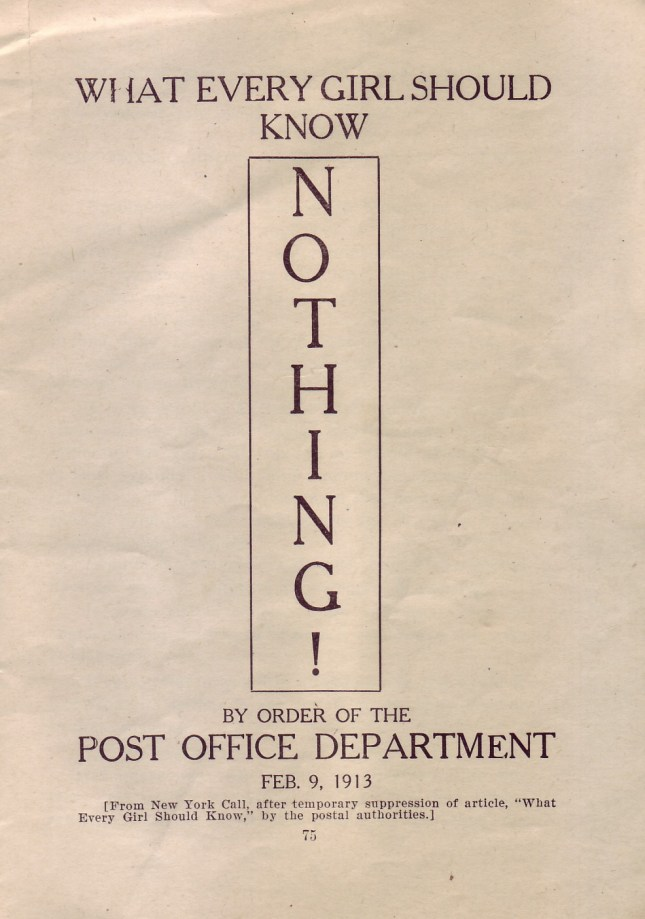 WHAT EVERY GIRL SHOULD
KNOW
NOTHING!
BY ORDER OF THE
POST OFFICE DEPARTMENT
FEB. 9, 1913
[From New York Call, after temporary suppression of article, "What
Every Girl Should Know," by the postal authorities.]
75